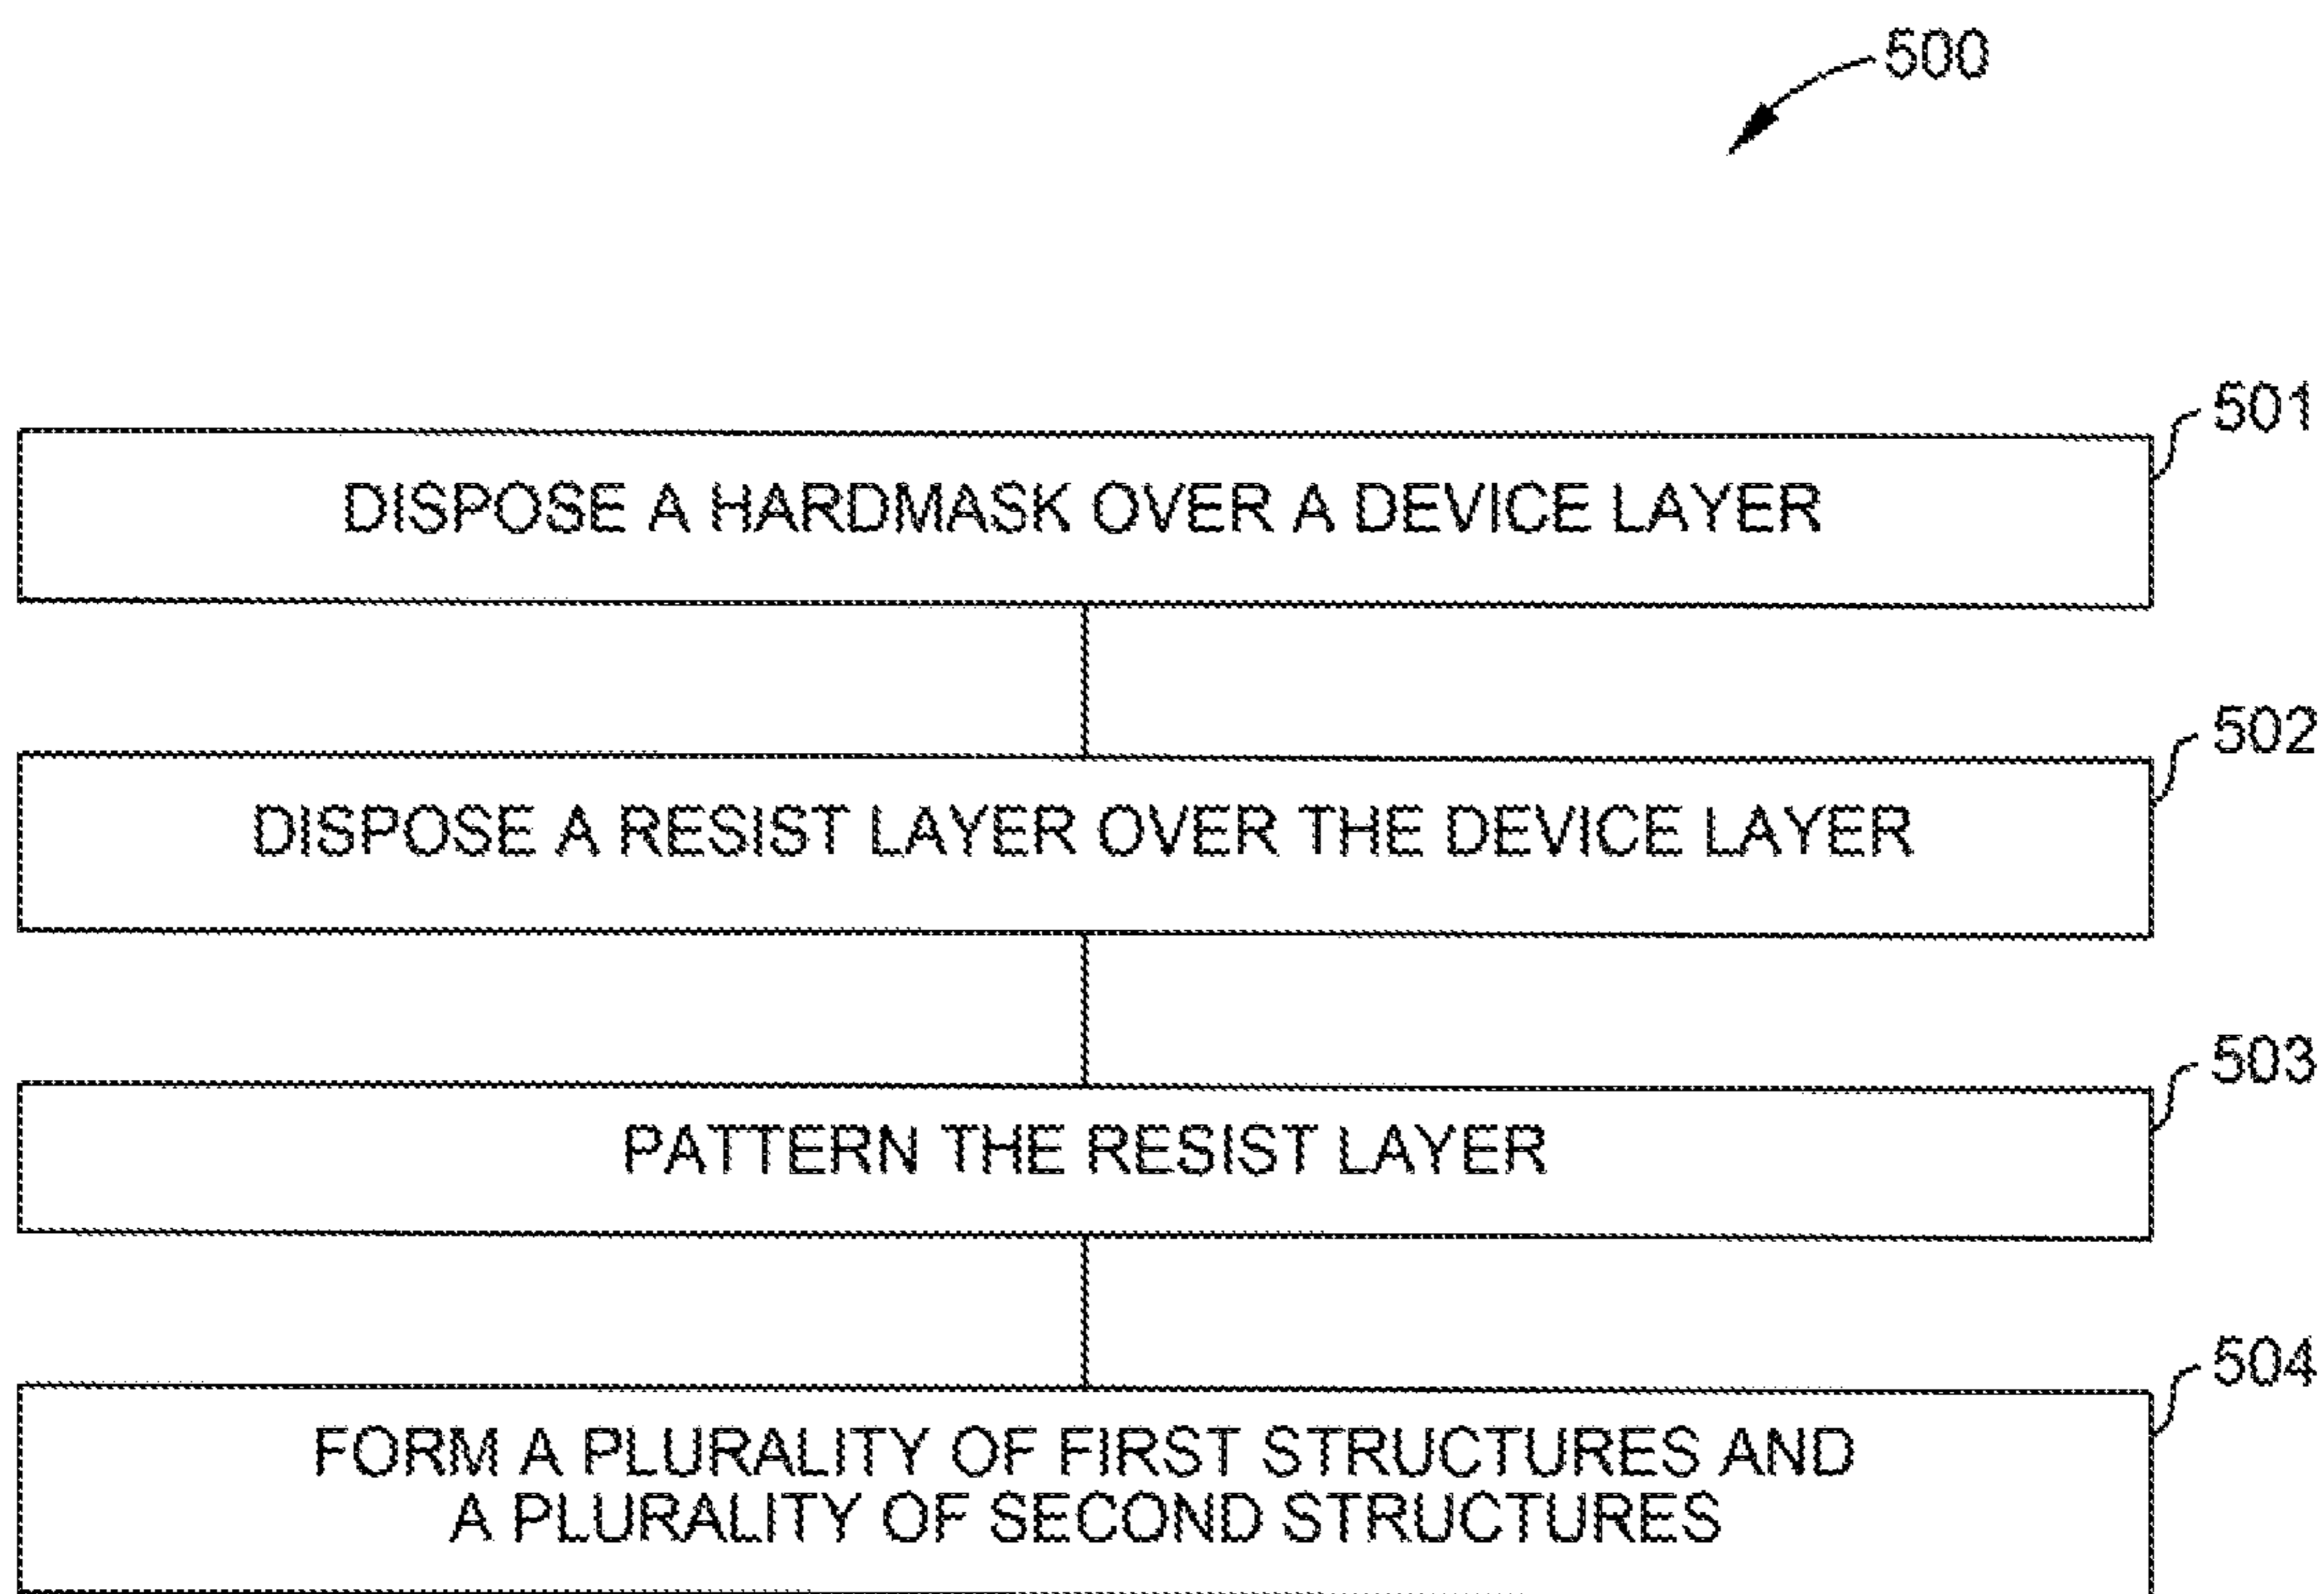 500
501
DISPOSE A HARDMASK OVER A DEVICE LAYER
502
DISPOSE A RESIST LAYER OVER THE DEVICE LAYER
503
PATTERN THE RESIST LAYER
504
FORM A PLURALITY OF FIRST STRUCTURES AND
A PLURALITY OF SECOND STRUCTURES